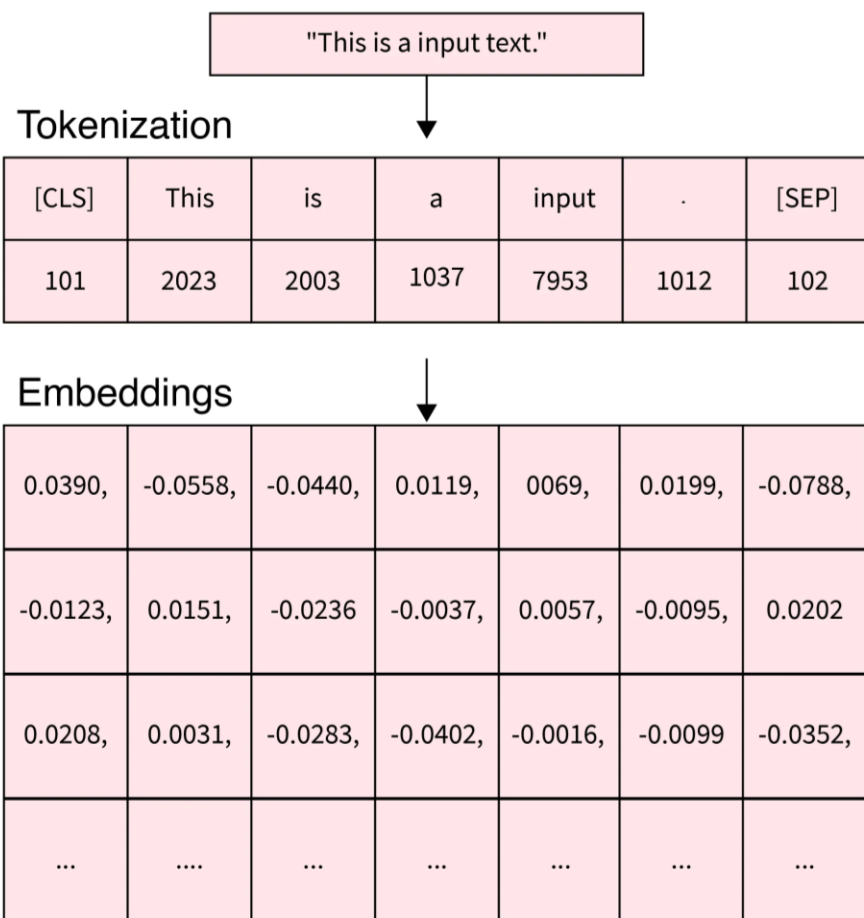 "This is a input text."
Tokenization
[CLS] This is a input . [SEP]
101 2023 2003 1037 7953 1012 102
Embeddings
0.0390, -0.0558, -0.0440, 0.0119, 0069, 0.0199, -0.0788,
-0.0123, 0.0151, -0.0236 -0.0037, 0.0057, -0.0095, 0.0202
0.0208, 0.0031, -0.0283, -0.0402, -0.0016, -0.0099 -0.0352,
... .... ... ... ... ... ...